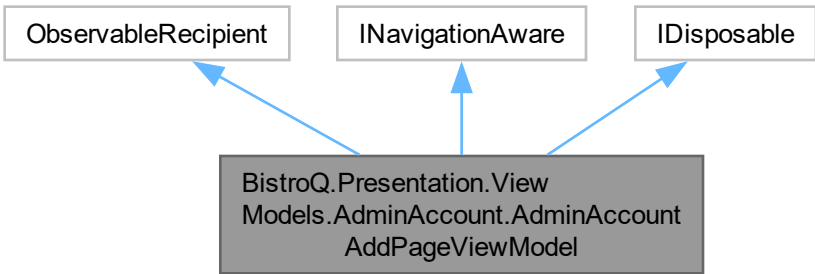 ObservableRecipient
INavigationAware
IDisposable
BistroQ.Presentation.View
Models.AdminAccount.AdminAccount
AddPageViewModel